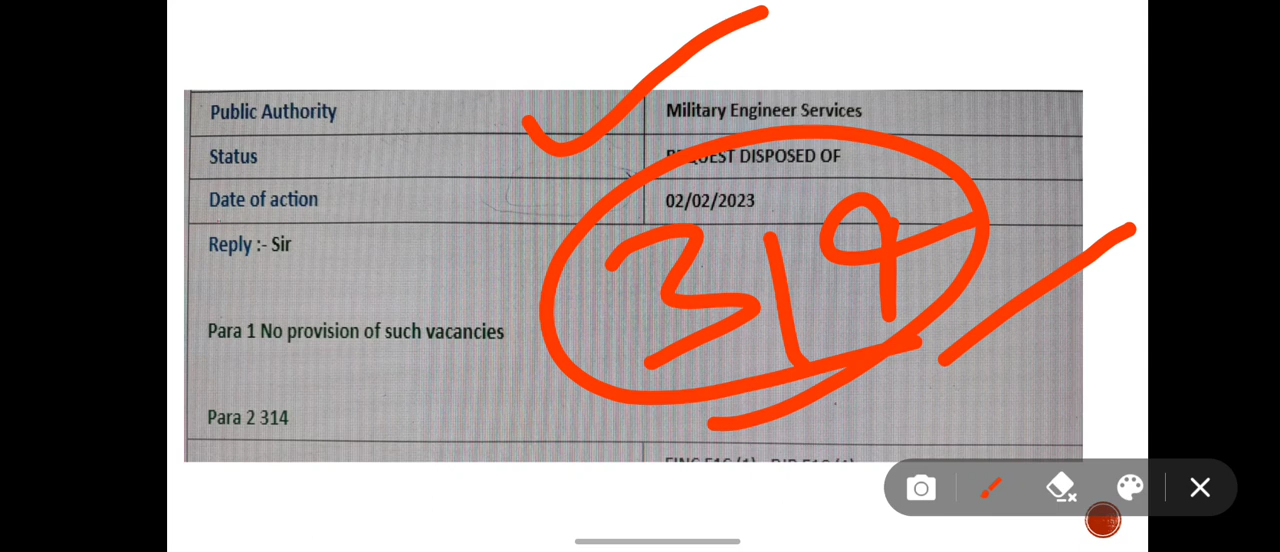 Public Authority Military Engineer Services
Status REQUEST DISPOSED OF
Date of action 02/02/2023
Reply :- Sir
319
Para 1 No provision of such vacancies
Para 2 314